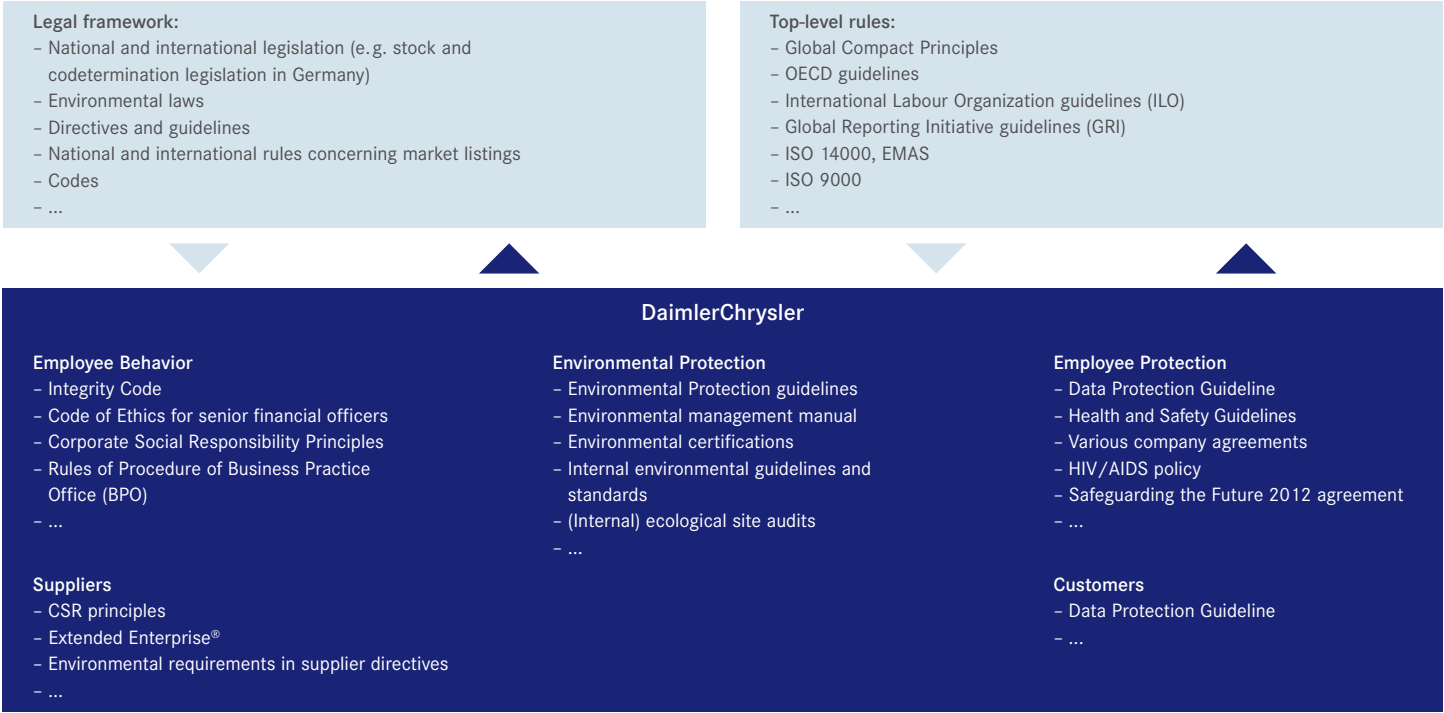 Legal framework:
– National and international legislation (e. g. stock and
codetermination legislation in Germany)
– Environmental laws
– Directives and guidelines
– National and international rules concerning market listings
– Codes
– ...
Top-level rules:
– Global Compact Principles
– OECD guidelines
– International Labour Organization guidelines (ILO)
– Global Reporting Initiative guidelines (GRI)
– ISO 14000, EMAS
– ISO 9000
– ...
DaimlerChrysler
Employee Behavior
– Integrity Code
– Code of Ethics for senior financial officers
– Corporate Social Responsibility Principles
– Rules of Procedure of Business Practice
Office (BPO)
– ...
Environmental Protection
– Environmental Protection guidelines
– Environmental management manual
– Environmental certifications
– Internal environmental guidelines and
standards
– (Internal) ecological site audits
– ...
Employee Protection
– Data Protection Guideline
– Health and Safety Guidelines
– Various company agreements
– HIV/AIDS policy
– Safeguarding the Future 2012 agreement
– ...
Suppliers
– CSR principles
– Extended Enterprise®
– Environmental requirements in supplier directives
– ...
Customers
– Data Protection Guideline
– ...